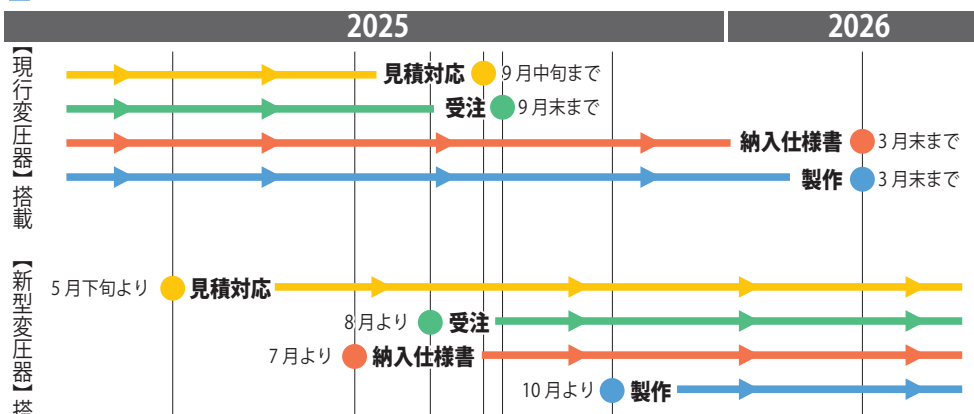 2025
2026
【現行変圧器】搭載
見積対応 9月中旬まで
受注 9月末まで
納入仕様書 3月末まで
製作 3月末まで
【新型変圧器】搭
5月下旬より 見積対応
8月より 受注
7月より 納入仕様書
10月より 製作